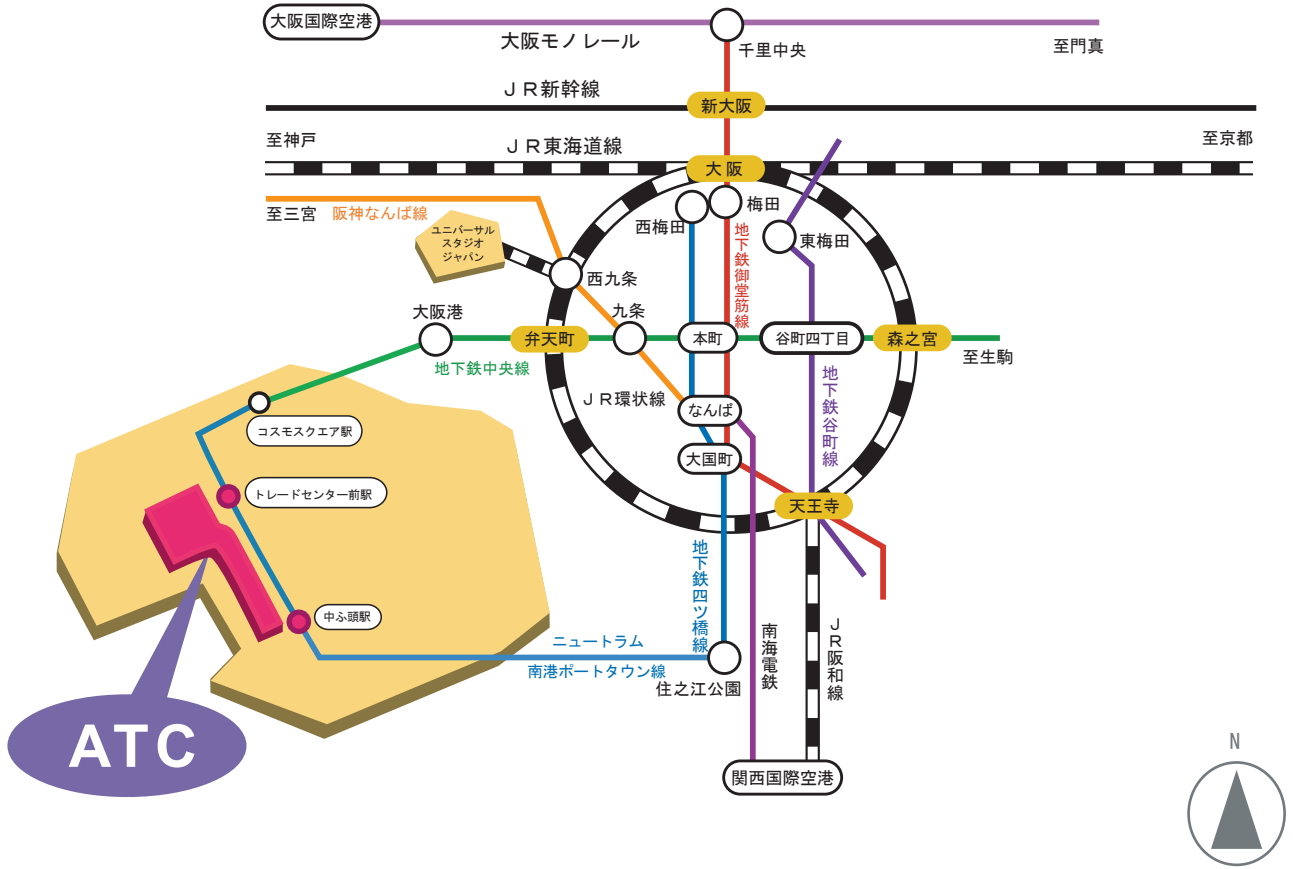 大阪国際空港
大阪モノレール
千里中央
至門真
ＪＲ新幹線
新大阪
至神戸
ＪＲ東海道線
至京都
大阪
至三宮
阪神なんば線
西梅田
梅田
東梅田
ユニバーサル
スタジオ
ジャパン
地下鉄御堂筋線
西九条
大阪港
九条
弁天町
本町
谷町四丁目
森之宮
至生駒
地下鉄中央線
地下鉄谷町線
ＪＲ環状線
なんば
コスモスクエア駅
大国町
トレードセンター前駅
天王寺
地下鉄四ツ橋線
中ふ頭駅
ニュートラム
南港ポートタウン線
住之江公園
南海電鉄
ＪＲ阪和線
ATC
関西国際空港
N